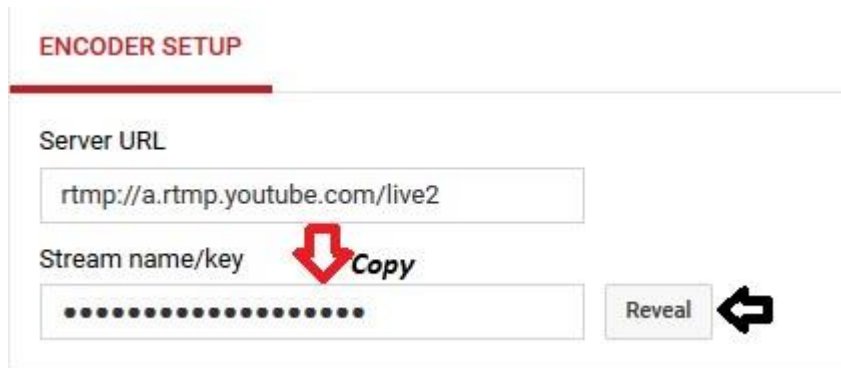 ENCODER SETUP
Server URL
rtmp://a.rtmp.youtube.com/live2
Stream name/key
Copy
•••••••••••••••••••
Reveal